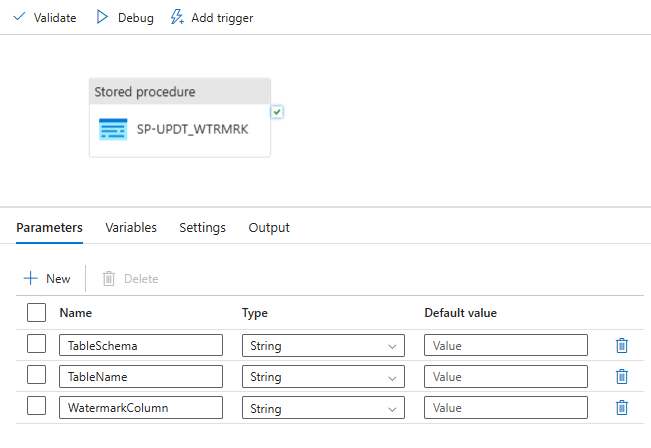 Validate Debug Add trigger
Stored procedure
SP-UPDT_WTRMRK
Parameters Variables Settings Output
New Delete
Name Type Default value
TableSchema String Value
TableName String Value
WatermarkColumn String Value